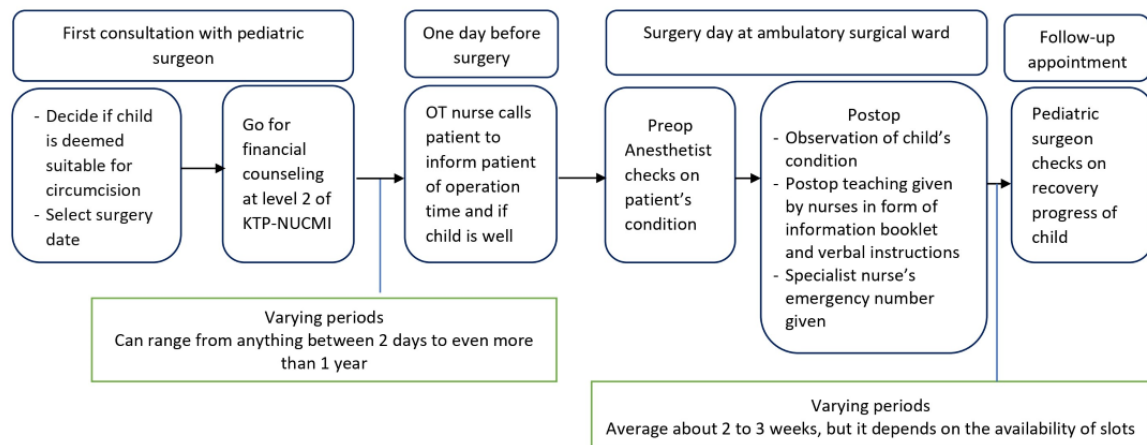 First consultation with pediatric
surgeon
One day before
surgery
Surgery day at ambulatory surgical ward
Follow-up
appointment
- Decide if child
is deemed
suitable for
circumcision
- Select surgery
date
Go for
financial
counseling
at level 2 of
KTP-NUCMI
OT nurse calls
patient to
inform patient
of operation
time and if
child is well
Preop
Anesthetist
checks on
patient’s
condition
Postop
- Observation of child’s
condition
- Postop teaching given
by nurses in form of
information booklet
and verbal instructions
- Specialist nurse’s
emergency number
given
Pediatric
surgeon
checks on
recovery
progress of
child
Varying periods
Can range from anything between 2 days to even more
than 1 year
Varying periods
Average about 2 to 3 weeks, but it depends on the availability of slots